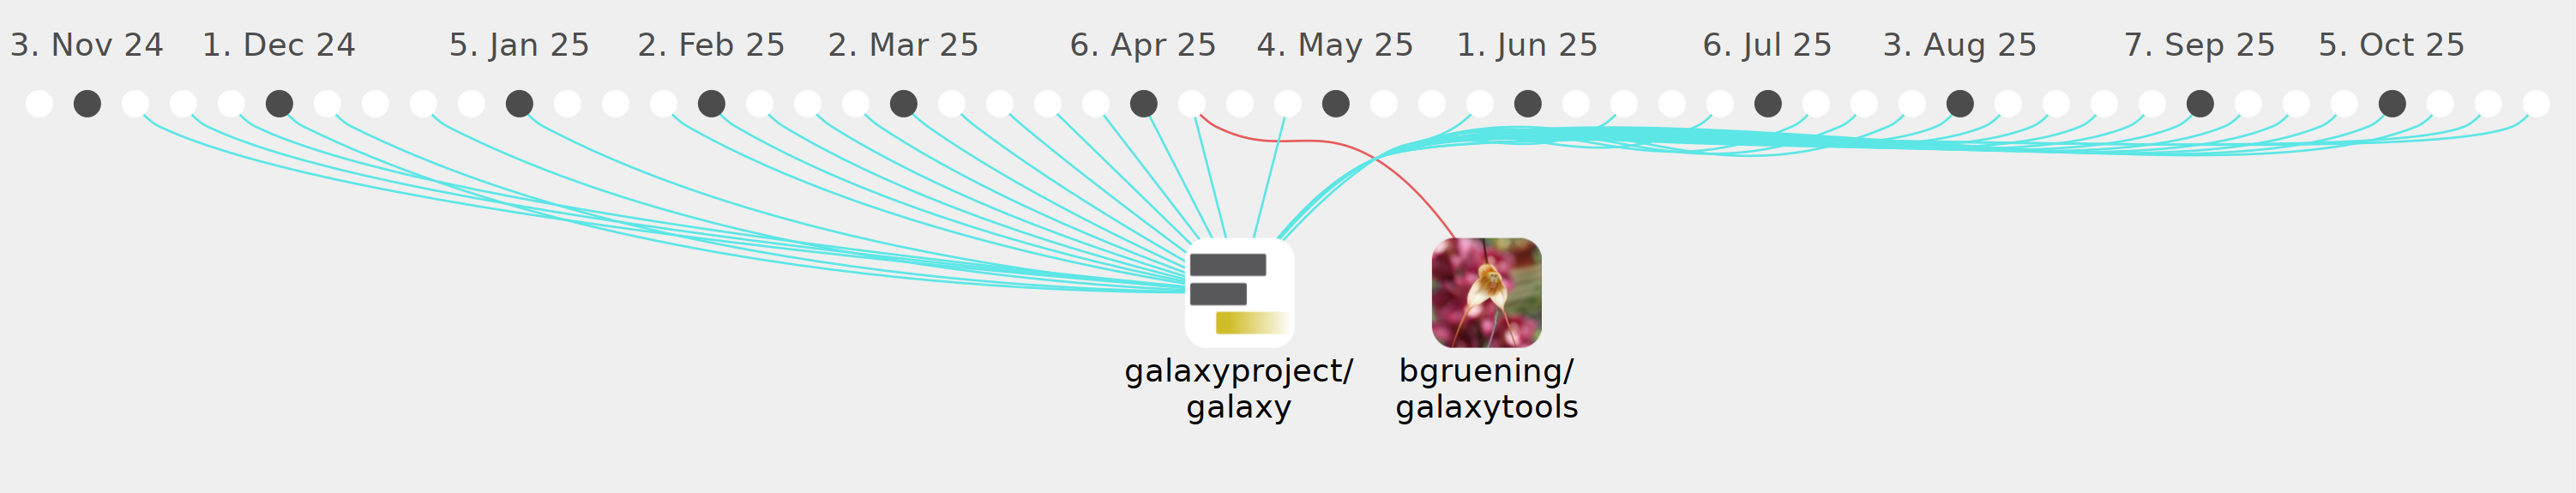 3. Nov 24 1. Dec 24 5. Jan 25 2. Feb 25 2. Mar 25 6. Apr 25 4. May 25 1. Jun 25 6. Jul 25 3. Aug 25 7. Sep 25 5. Oct 25
galaxyproject/
galaxy
bgruening/
galaxytools